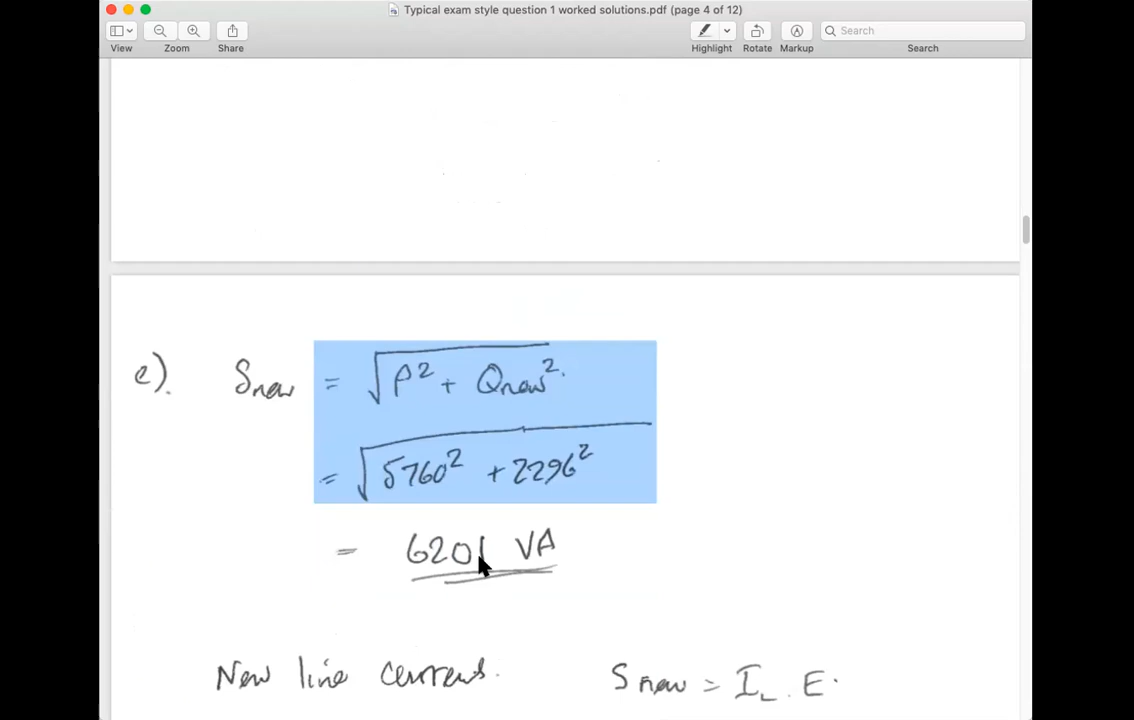 Typical exam style question 1 worked solutions.pdf (page 4 of 12)
Search
View Zoom Share Highlight Rotate Markup Search
e). Snew = √P² + Qnew².
= √5760² + 2296²
= 6201 VA
New line current. Snew = I_L . E.